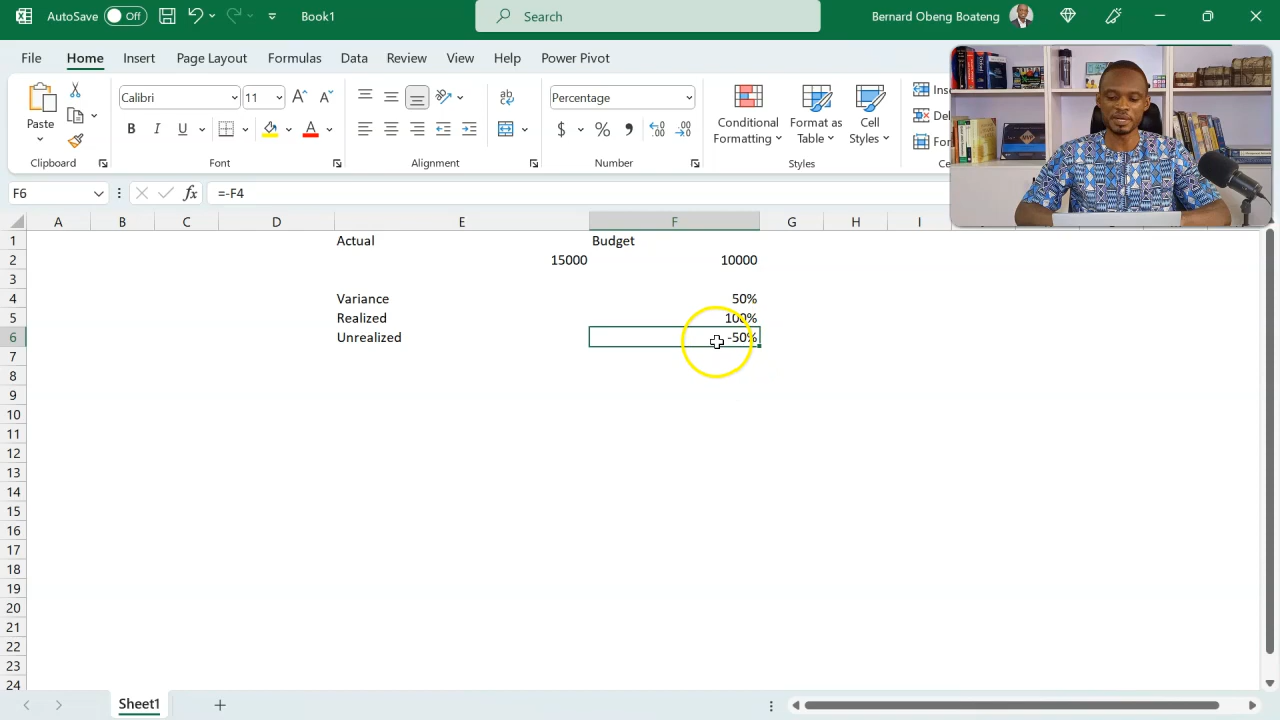 AutoSave Off Book1 Search Bernard Obeng Boateng
File Home Insert Page Layout Formulas Data Review View Help Power Pivot
Paste Calibri 11 Percentage Conditional Formatting Format as Table Cell Styles
B I U $ %
Clipboard Font Alignment Number Styles
F6 fx =-F4
A B C D E F G H I
1 Actual Budget
2 15000 10000
3
4 Variance 50%
5 Realized 100%
6 Unrealized -50%
7
8
9
10
11
12
13
14
15
16
17
18
19
20
21
22
23
24
Sheet1